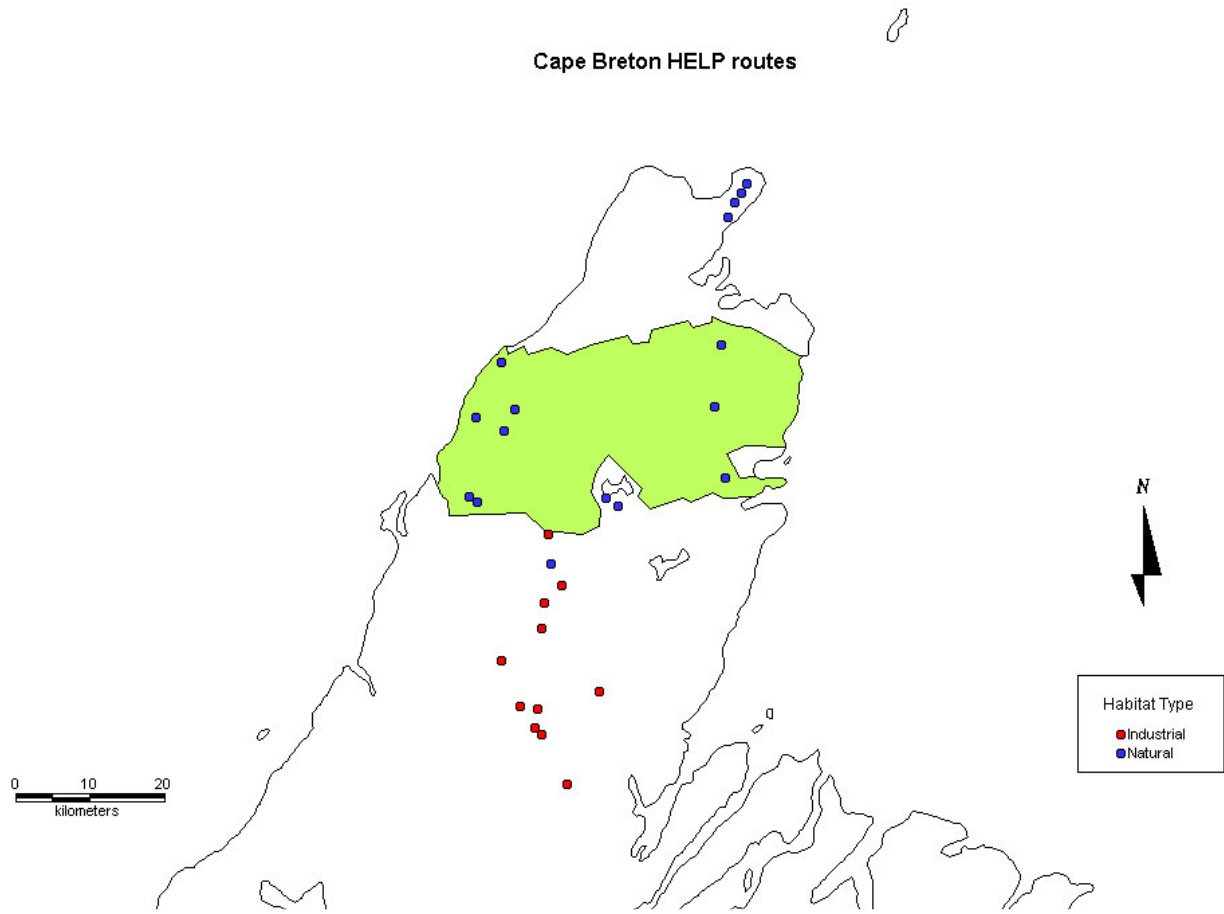 Cape Breton HELP routes
N
Habitat Type
Industrial
Natural
0 10 20
kilometers